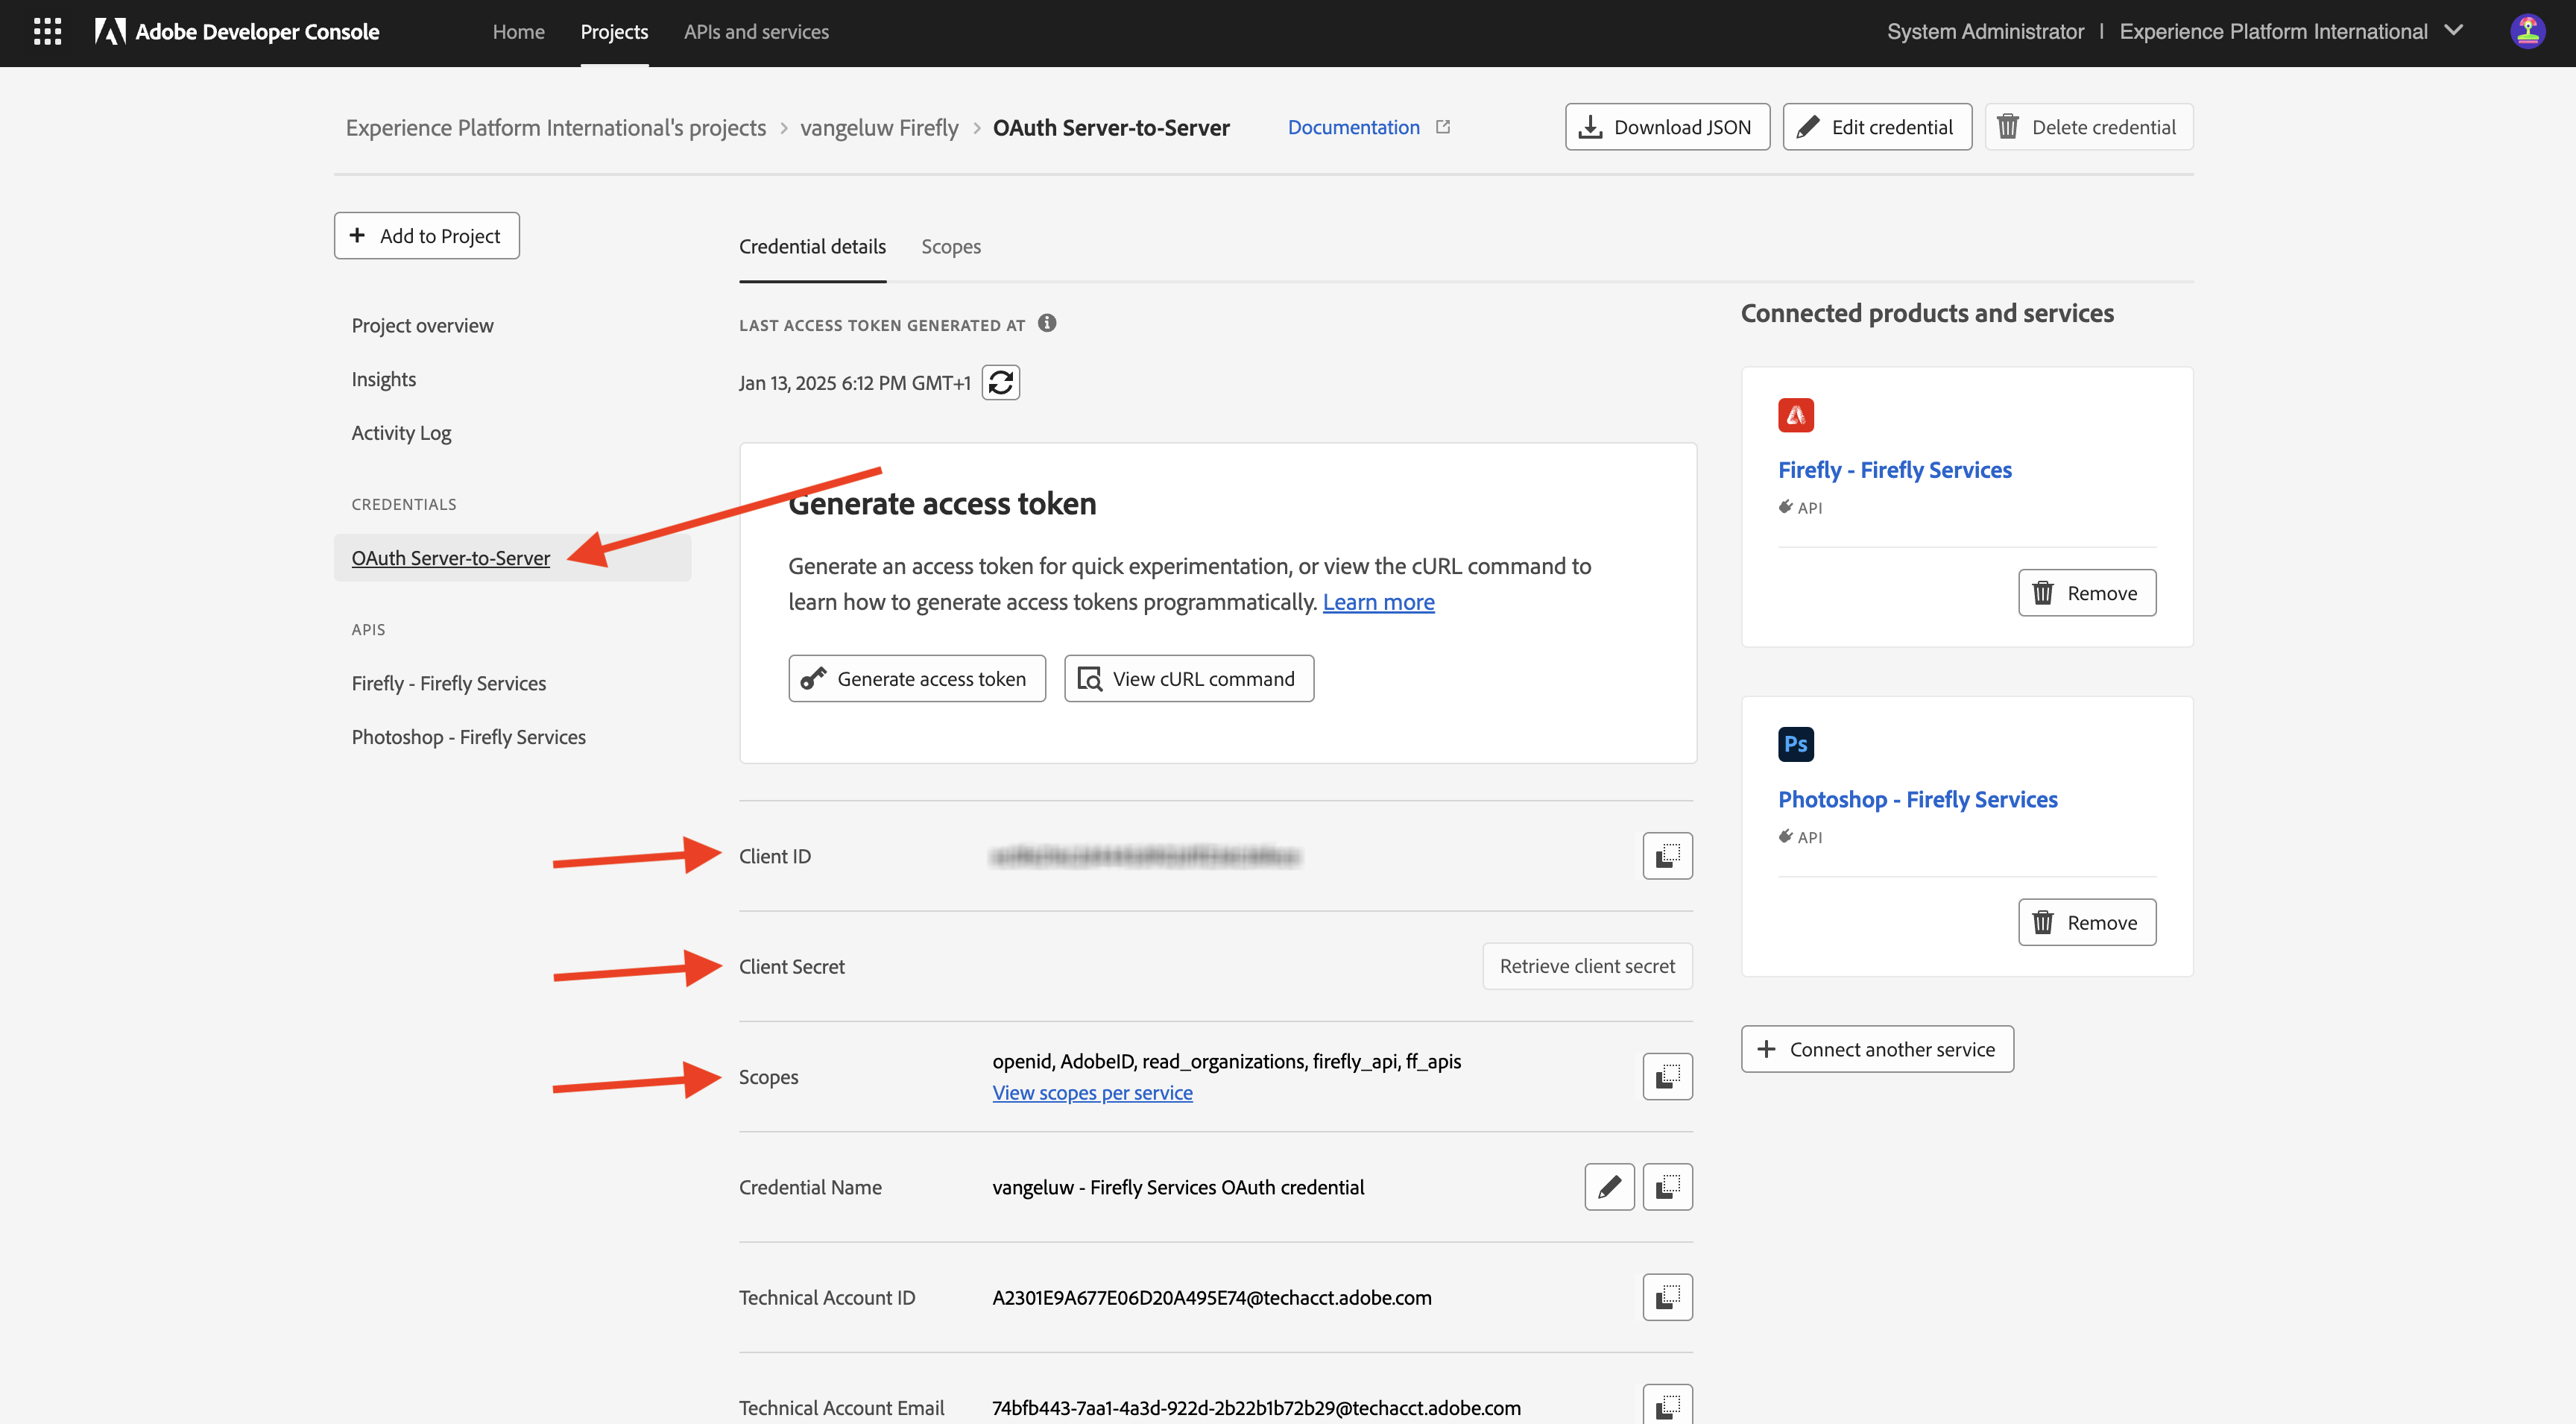 Adobe Developer Console
Home
Projects
APIs and services
System Administrator | Experience Platform International
Experience Platform International's projects > vangeluw Firefly > OAuth Server-to-Server
Documentation
Download JSON
Edit credential
Delete credential
+ Add to Project
Project overview
Insights
Activity Log
CREDENTIALS
OAuth Server-to-Server
APIS
Firefly - Firefly Services
Photoshop - Firefly Services
Credential details
Scopes
LAST ACCESS TOKEN GENERATED AT
Jan 13, 2025 6:12 PM GMT+1
Generate access token
Generate an access token for quick experimentation, or view the cURL command to
learn how to generate access tokens programmatically. Learn more
Generate access token
View cURL command
Client ID
Client Secret
Retrieve client secret
Scopes
openid, AdobeID, read_organizations, firefly_api, ff_apis
View scopes per service
Credential Name
vangeluw - Firefly Services OAuth credential
Technical Account ID
A2301E9A677E06D20A495E74@techacct.adobe.com
Technical Account Email
74bfb443-7aa1-4a3d-922d-2b22b1b72b29@techacct.adobe.com
Connected products and services
Firefly - Firefly Services
API
Remove
Ps
Photoshop - Firefly Services
API
Remove
+ Connect another service